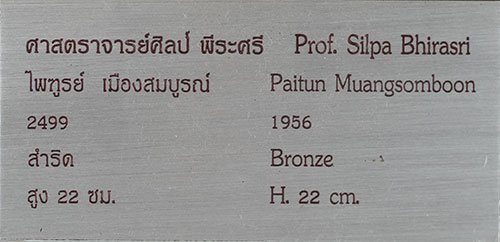 ศาสตราจารย์ศิลป พีระศรี Prof. Silpa Bhirasri
ไพฑูรย์ เมืองสมบูรณ์ Paitun Muangsomboon
2499 1956
สำริด Bronze
สูง 22 ซม. H. 22 cm.